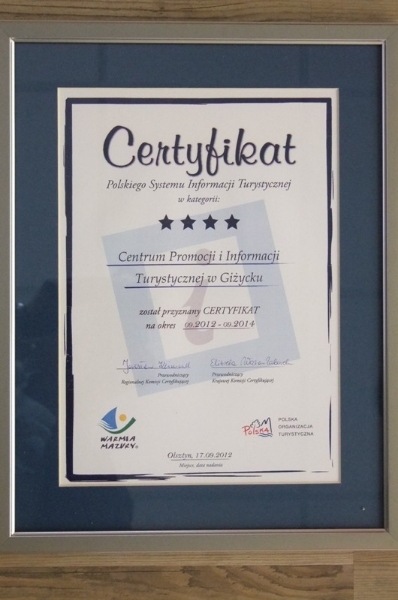 Certyfikat
Polskiego Systemu Informacji Turystycznej
w kategorii:
Centrum Promocji i Informacji
Turystycznej w Giżycku
został przyznany CERTYFIKAT
na okres 09.2012 - 09.2014
Przewodniczący Przewodniczący
Regionalnej Komisji Certyfikującej Krajowej Komisji Certyfikującej
WARMIA
MAZURY
Polska
POLSKA
ORGANIZACJA
TURYSTYCZNA
Olsztyn, 17.09.2012
Miejsce, data nadania